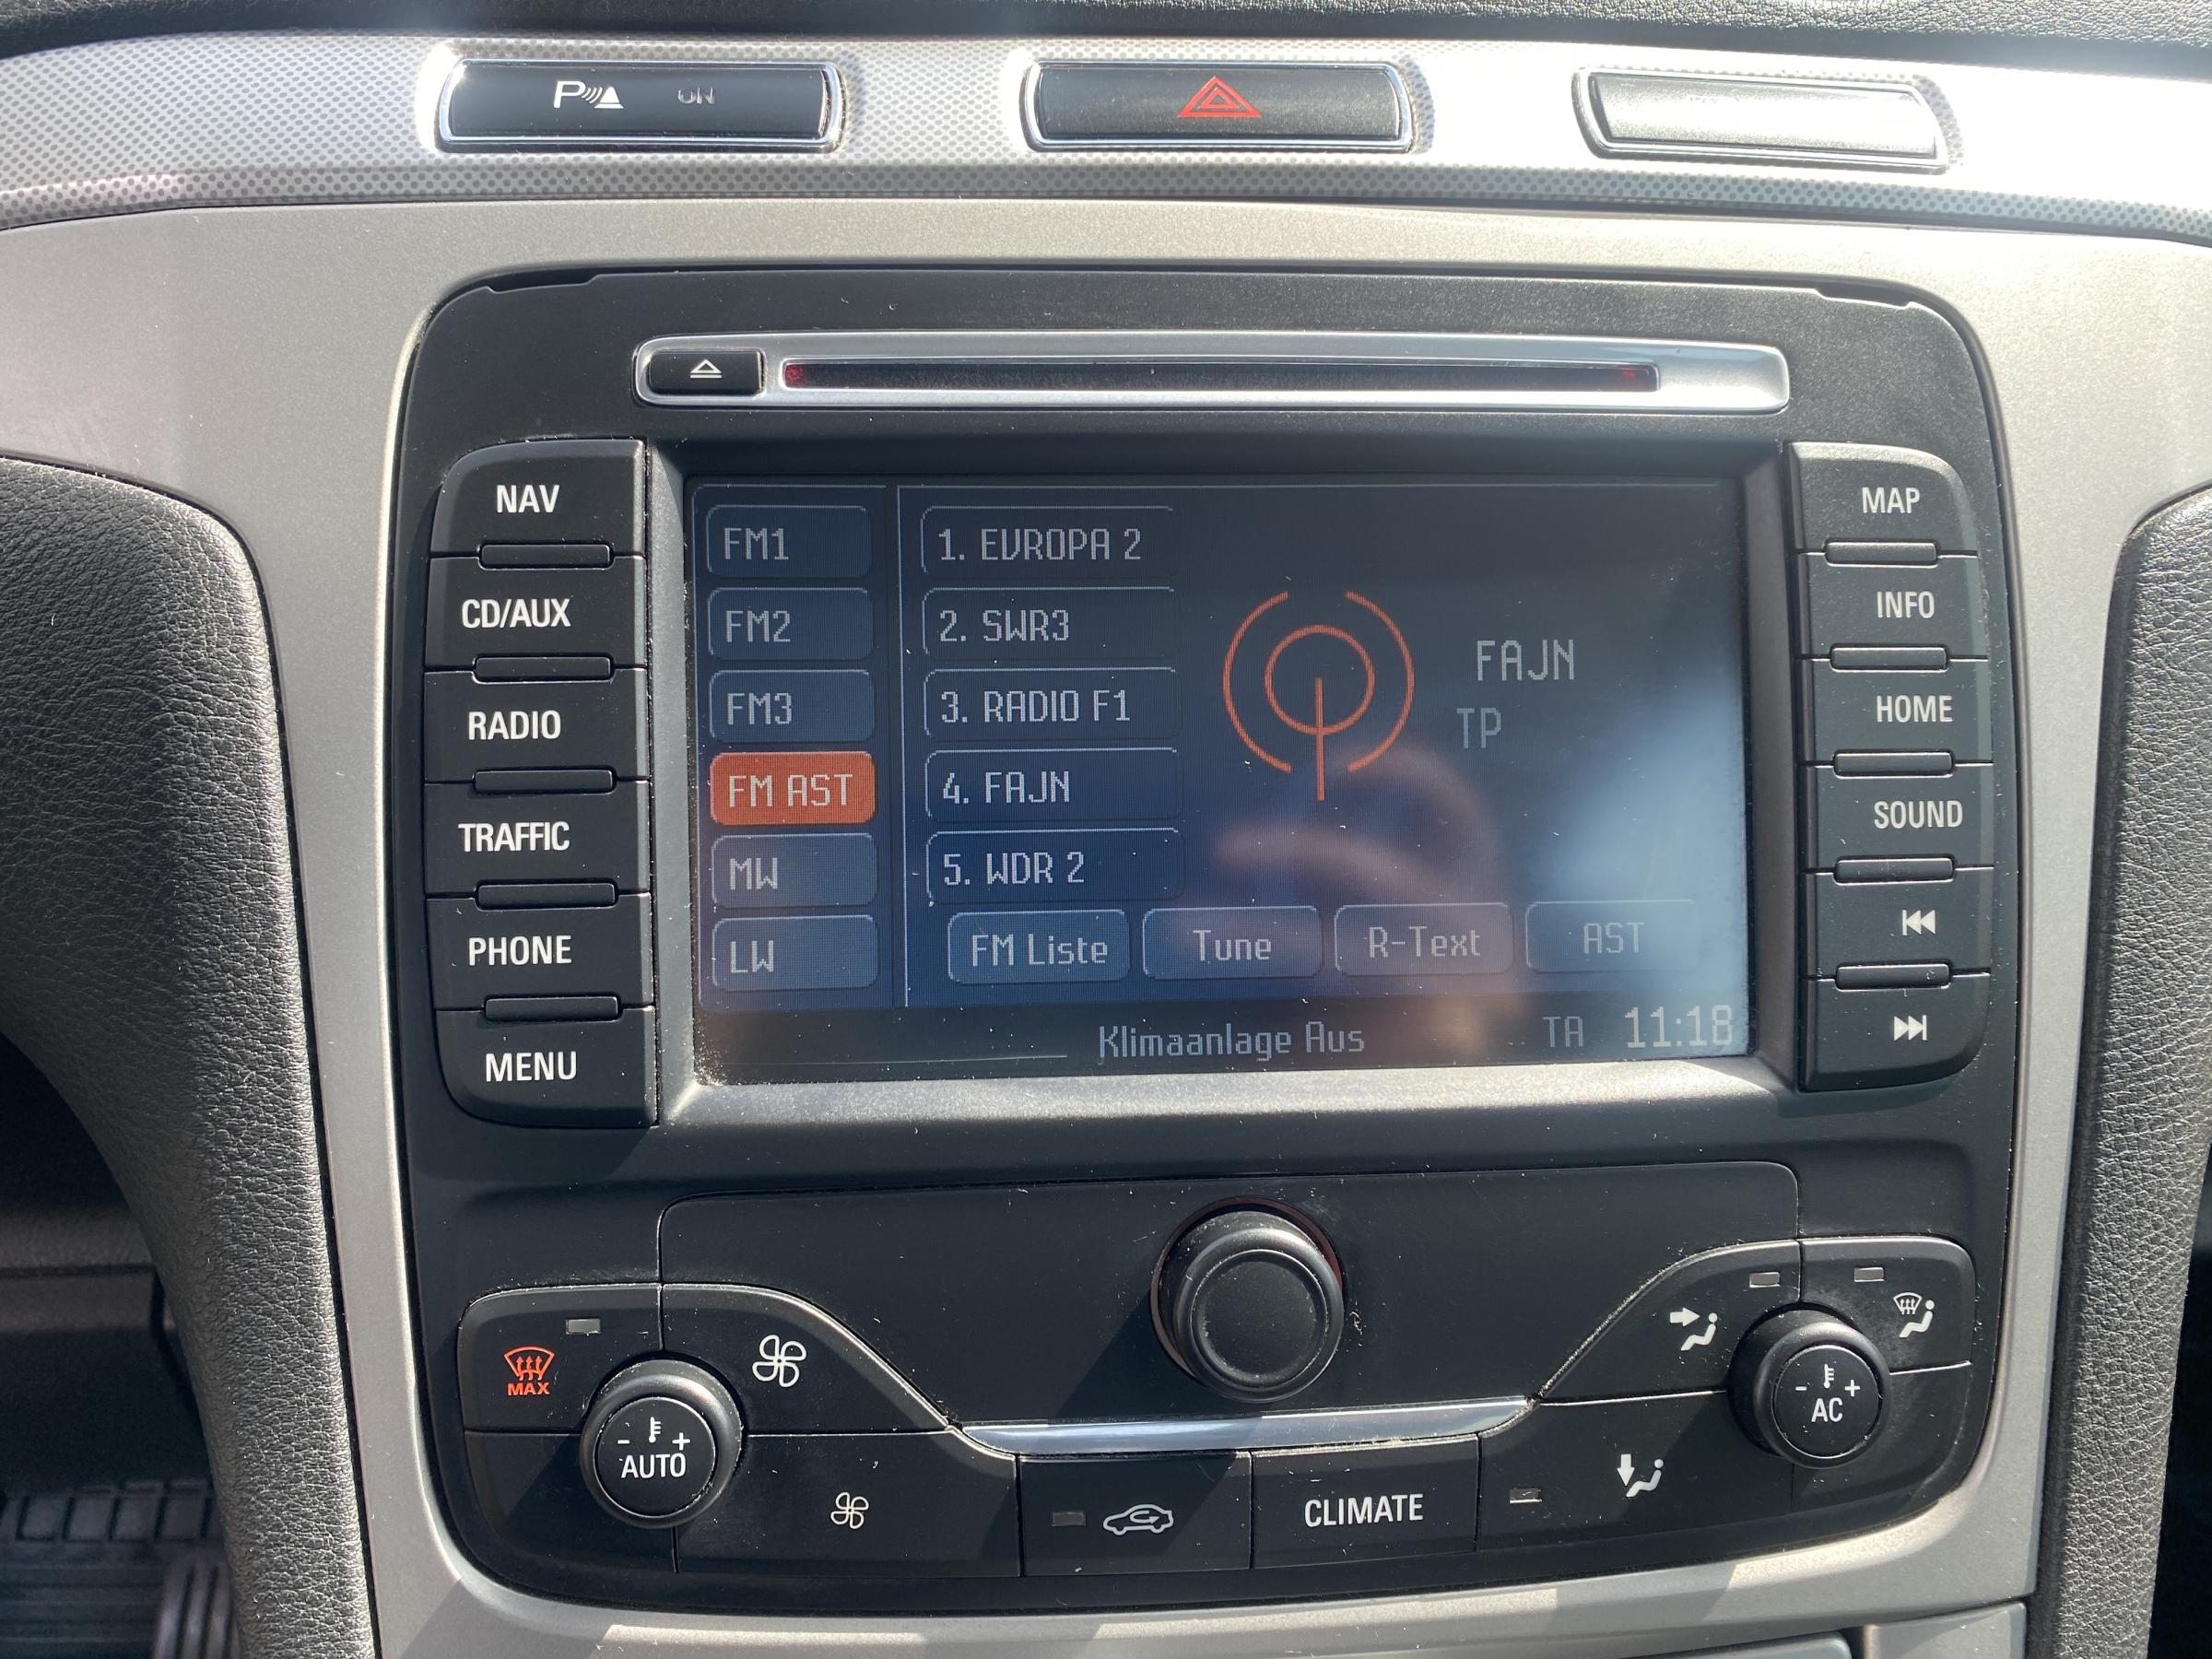 P ON
NAV
CD/AUX
RADIO
TRAFFIC
PHONE
MENU
FM1
FM2
FM3
FM AST
MW
LW
1. EVROPA 2
2. SWR3
3. RADIO F1
4. FAJN
5. WDR 2
FAJN
TP
FM Liste Tune R-Text AST
Klimaanlage Aus TA 11:18
MAP
INFO
HOME
SOUND
MAX
- +
AUTO
CLIMATE
- +
AC